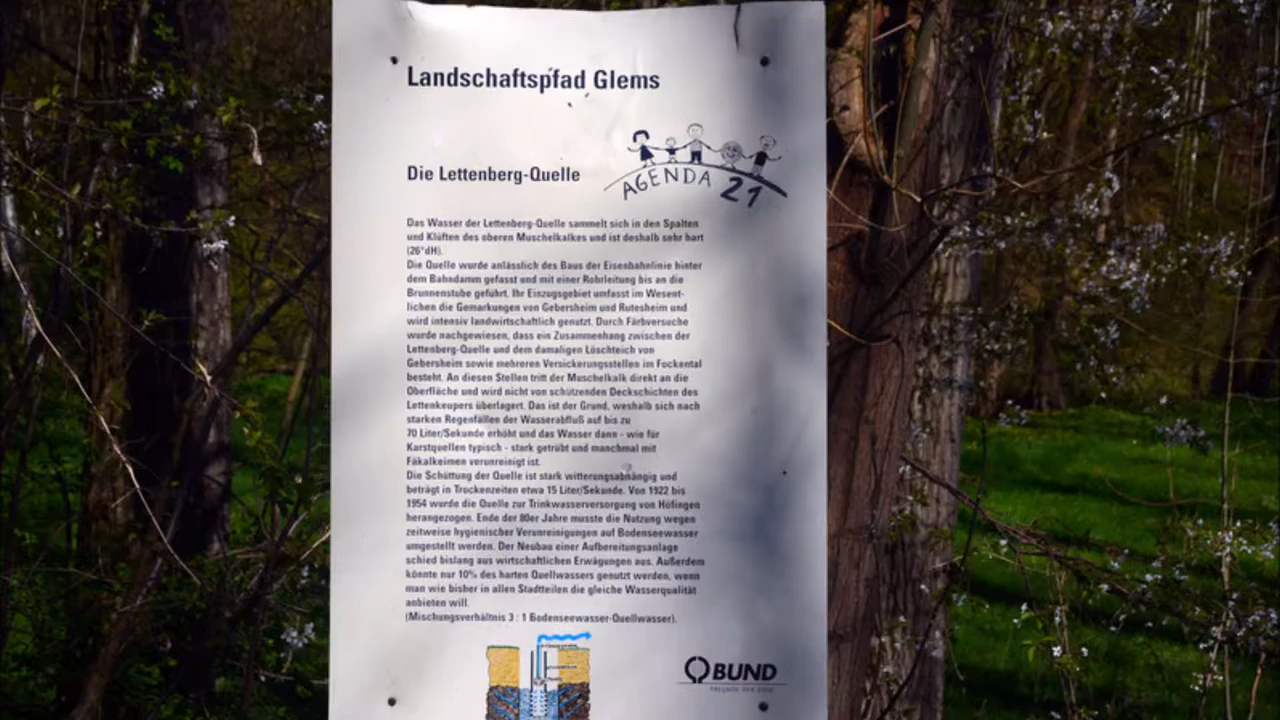 Landschaftspfad Glems
Die Lettenberg-Quelle
AGENDA 21
Das Wasser der Lettenberg-Quelle sammelt sich in den Spalten
und Klüften des oberen Muschelkalkes und ist deshalb sehr hart
(26°dH).
Die Quelle wurde anlässlich des Baus der Eisenbahnlinie hinter
dem Bahndamm gefasst und mit einer Rohrleitung bis an die
Brunnenstube geführt. Ihr Einzugsgebiet umfasst im Wesent-
lichen die Gemarkungen von Gebersheim und Rutesheim und
wird intensiv landwirtschaftlich genutzt. Durch Färbversuche
wurde nachgewiesen, dass ein Zusammenhang zwischen der
Lettenberg-Quelle und dem damaligen Löschteich von
Gebersheim sowie mehreren Versickerungsstellen im Fockental
besteht. An diesen Stellen tritt der Muschelkalk direkt an die
Oberfläche und wird nicht von schützenden Deckschichten des
Lettenkeupers überlagert. Das ist der Grund, weshalb sich nach
starken Regenfällen der Wasserabfluß auf bis zu
70 Liter/Sekunde erhöht und das Wasser dann - wie für
Karstquellen typisch - stark getrübt und manchmal mit
Fäkalkeimen verunreinigt ist.
Die Schüttung der Quelle ist stark witterungsabhängig und
beträgt in Trockenzeiten etwa 15 Liter/Sekunde. Von 1922 bis
1954 wurde die Quelle zur Trinkwasserversorgung von Höfingen
herangezogen. Ende der 80er Jahre musste die Nutzung wegen
zeitweise hygienischer Verunreinigungen auf Bodenseewasser
umgestellt werden. Der Neubau einer Aufbereitungsanlage
schied bislang aus wirtschaftlichen Erwägungen aus. Außerdem
könnte nur 10% des harten Quellwassers genutzt werden, wenn
man wie bisher in allen Stadtteilen die gleiche Wasserqualität
anbieten will.
(Mischungsverhältnis 3 : 1 Bodenseewasser-Quellwasser).
BUND
FREUNDE DER ERDE